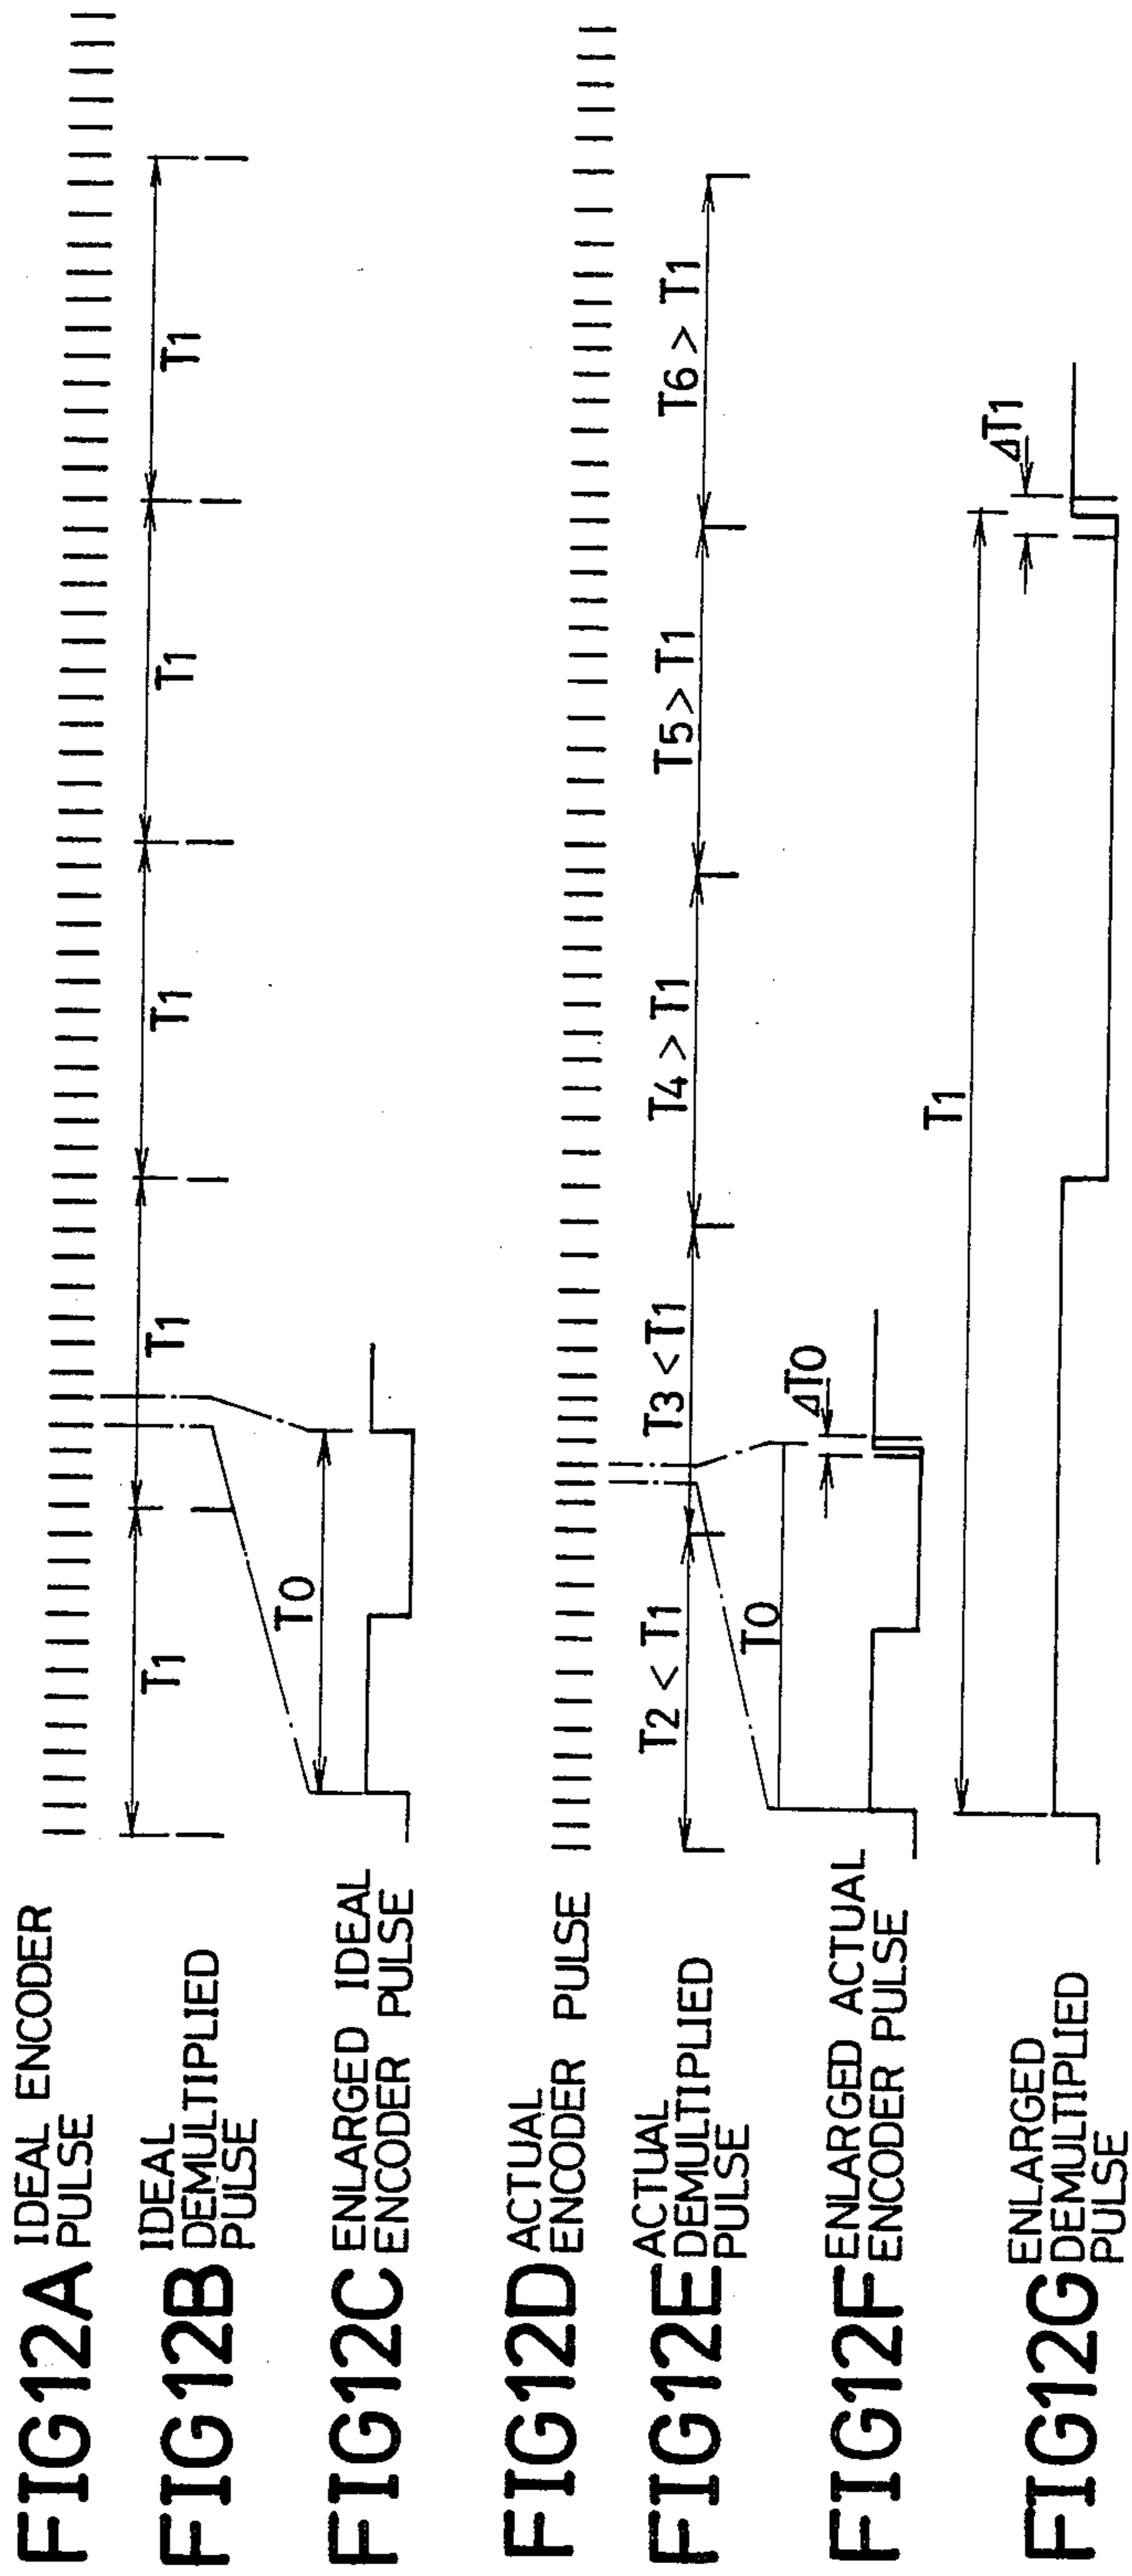 FIG12A IDEAL ENCODER
PULSE
FIG12B IDEAL
DEMULTIPLIED
PULSE
T1
T1
T1
T1
T1
FIG12C ENLARGED IDEAL
ENCODER PULSE
T0
FIG12D ACTUAL
ENCODER PULSE
FIG12E ACTUAL
DEMULTIPLIED
PULSE
T2 < T1
T3 < T1
T4 > T1
T5 > T1
T6 > T1
FIG12F ENLARGED ACTUAL
ENCODER PULSE
T0
ΔT0
FIG12G ENLARGED
DEMULTIPLIED
PULSE
T1
ΔT1